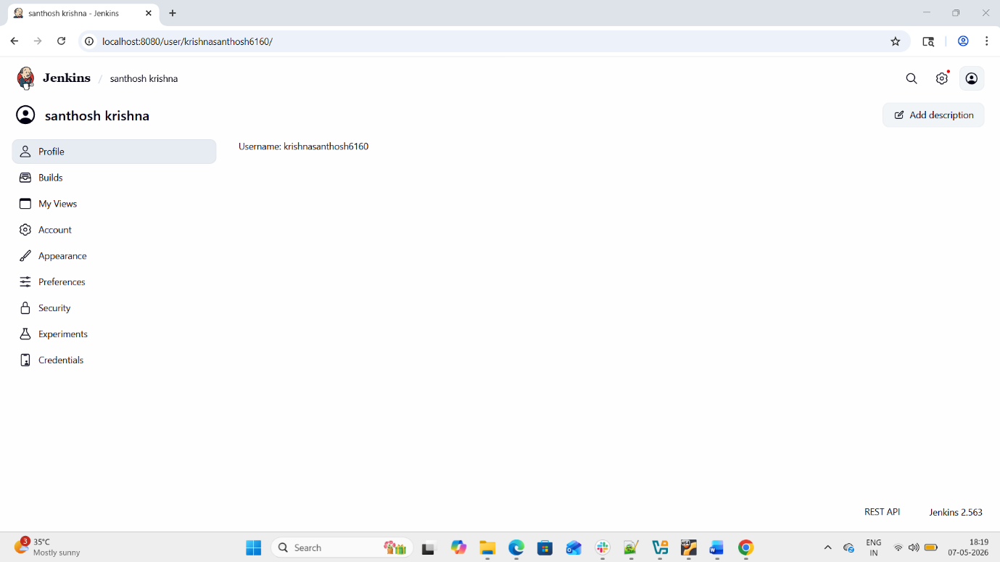 santhosh krishna - Jenkins
localhost:8080/user/krishnasanthosh6160/
Jenkins / santhosh krishna
santhosh krishna
Add description
Profile
Username: krishnasanthosh6160
Builds
My Views
Account
Appearance
Preferences
Security
Experiments
Credentials
REST API
Jenkins 2.563
3
35°C
Mostly sunny
Search
X64
ENG
IN
18:19
07-05-2026